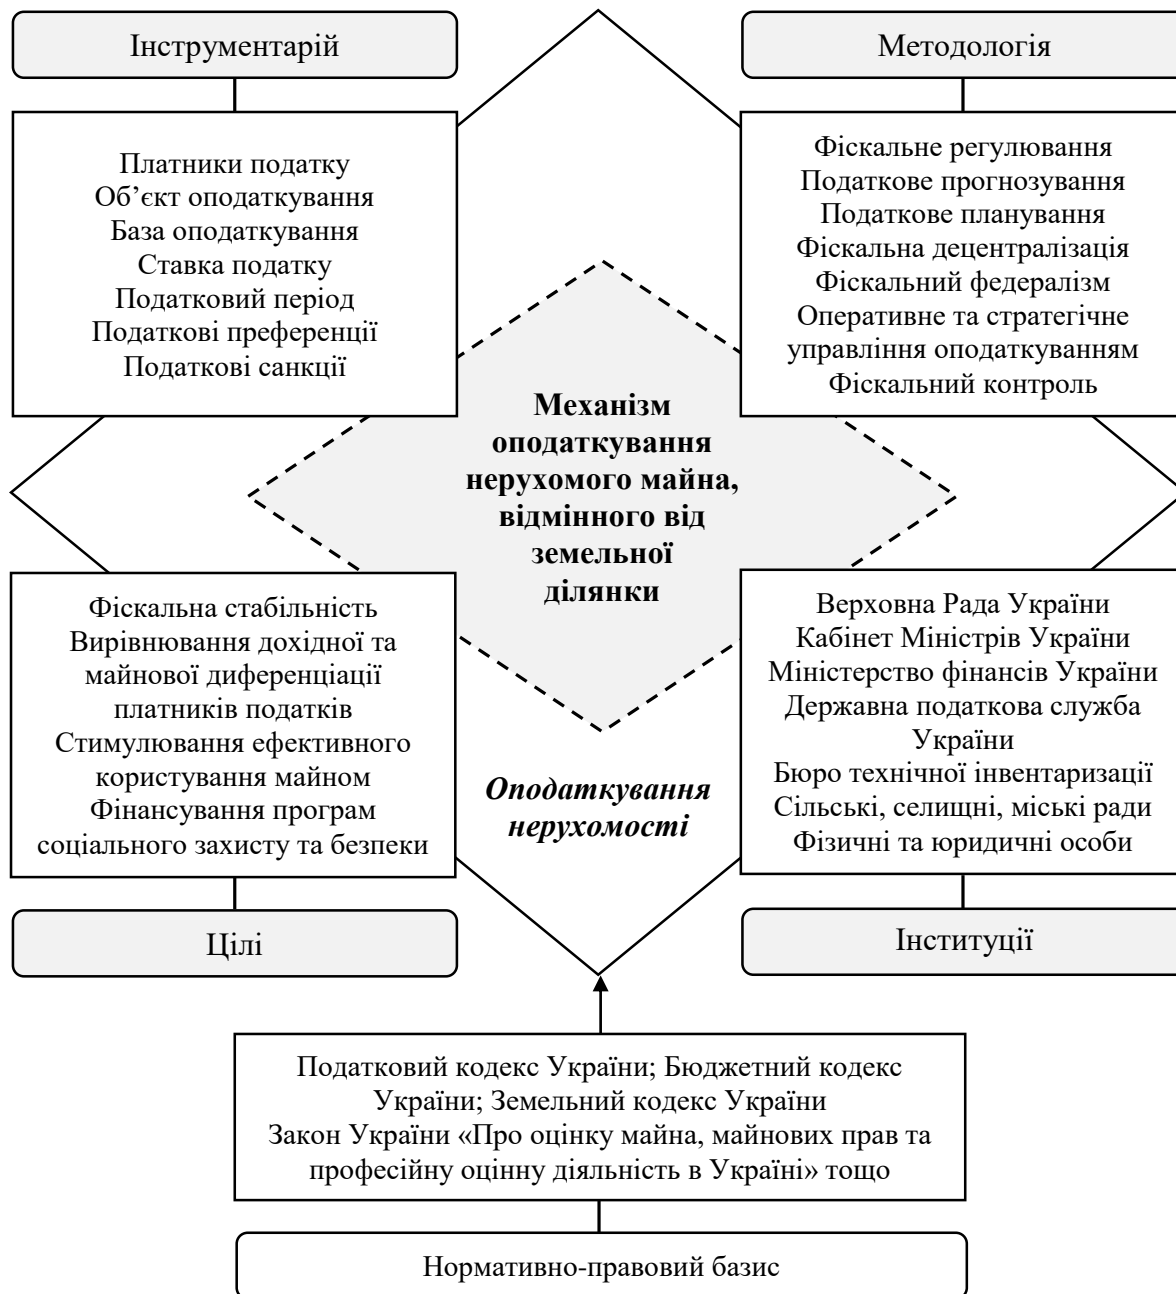 Інструментарій
Платники податку
Об’єкт оподаткування
База оподаткування
Ставка податку
Податковий період
Податкові преференції
Податкові санкції
Методологія
Фіскальне регулювання
Податкове прогнозування
Податкове планування
Фіскальна децентралізація
Фіскальний федералізм
Оперативне та стратегічне
управління оподаткуванням
Фіскальний контроль
Механізм
оподаткування
нерухомого майна,
відмінного від
земельної
ділянки
Фіскальна стабільність
Вирівнювання дохідної та
майнової диференціації
платників податків
Стимулювання ефективного
користування майном
Фінансування програм
соціального захисту та безпеки
Цілі
Оподаткування
нерухомості
Верховна Рада України
Кабінет Міністрів України
Міністерство фінансів України
Державна податкова служба
України
Бюро технічної інвентаризації
Сільські, селищні, міські ради
Фізичні та юридичні особи
Інституції
Податковий кодекс України; Бюджетний кодекс
України; Земельний кодекс України
Закон України «Про оцінку майна, майнових прав та
професійну оцінну діяльність в Україні» тощо
Нормативно-правовий базис